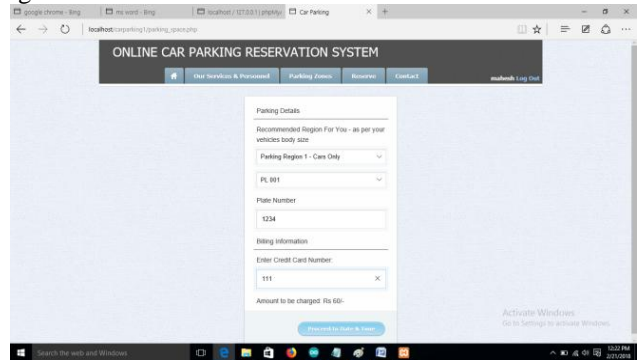 google chrome - Bing
ms word - Bing
localhost / 127.0.0.1 | phpMy
Car Parking
localhost/carparking1/parking_space.php
ONLINE CAR PARKING RESERVATION SYSTEM
Our Services & Personnel
Parking Zones
Reserve
Contact
mahesh Log Out
Parking Details
Recommended Region For You - as per your
vehicles body size
Parking Region 1 - Cars Only
PL 001
Plate Number
1234
Billing Information
Enter Credit Card Number:
111
Amount to be charged: Rs 60/-
Proceed to Date & Time
Activate Windows
Go to Settings to activate Windows.
Search the web and Windows
12:22 PM
2/21/2018